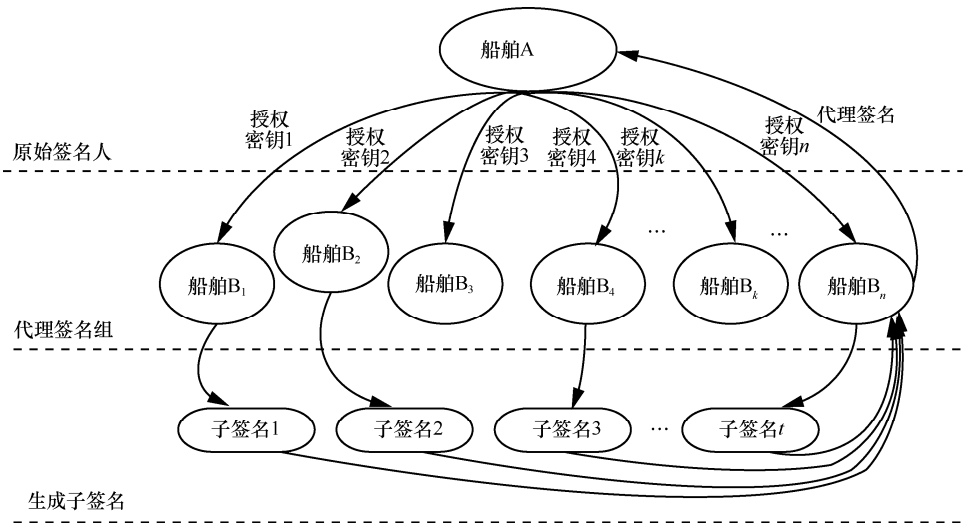 船舶A
代理签名
授权
密钥1
授权
密钥2
授权
密钥3
授权
密钥4
授权
密钥k
授权
密钥n
原始签名人
…
…
船舶B1
船舶B2
船舶B3
船舶B4
船舶Bk
船舶Bn
代理签名组
子签名1
子签名2
子签名3
…
子签名t
生成子签名